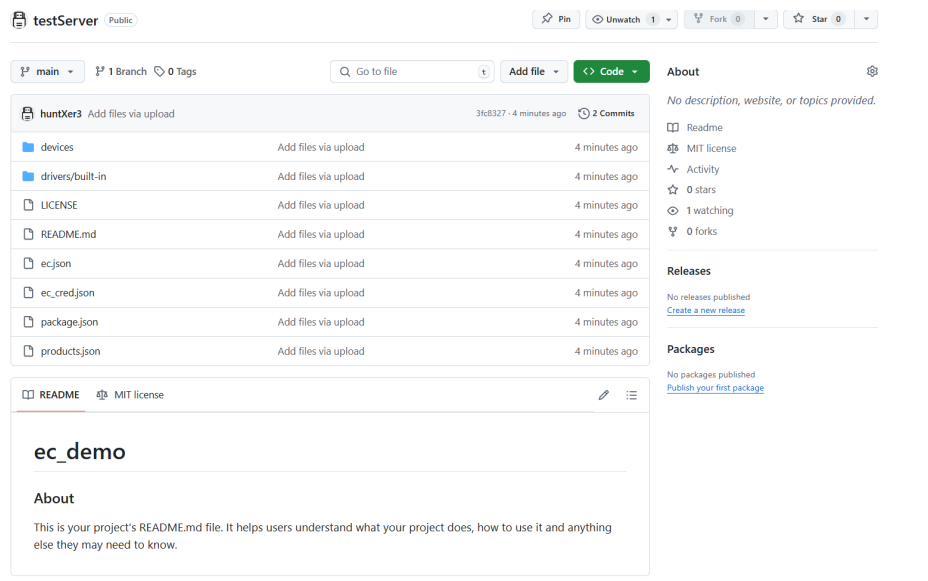 testServer Public Pin Unwatch 1 Fork 0 Star 0
main 1 Branch 0 Tags Go to file t Add file Code
huntXer3 Add files via upload 3fc8327 · 4 minutes ago 2 Commits
devices Add files via upload 4 minutes ago
drivers/built-in Add files via upload 4 minutes ago
LICENSE Add files via upload 4 minutes ago
README.md Add files via upload 4 minutes ago
ec.json Add files via upload 4 minutes ago
ec_cred.json Add files via upload 4 minutes ago
package.json Add files via upload 4 minutes ago
products.json Add files via upload 4 minutes ago
README MIT license
ec_demo
About
This is your project's README.md file. It helps users understand what your project does, how to use it and anything
else they may need to know.
About
No description, website, or topics provided.
Readme
MIT license
Activity
0 stars
1 watching
0 forks
Releases
No releases published
Create a new release
Packages
No packages published
Publish your first package